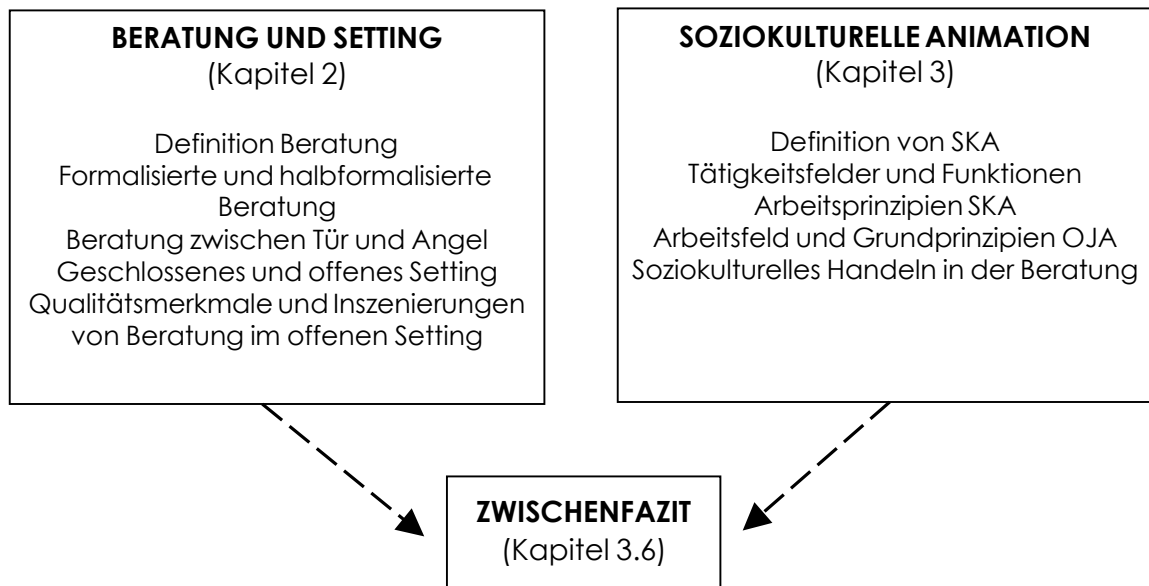 BERATUNG UND SETTING
(Kapitel 2)
Definition Beratung
Formalisierte und halbformalisierte
Beratung
Beratung zwischen Tür und Angel
Geschlossenes und offenes Setting
Qualitätsmerkmale und Inszenierungen
von Beratung im offenen Setting
SOZIOKULTURELLE ANIMATION
(Kapitel 3)
Definition von SKA
Tätigkeitsfelder und Funktionen
Arbeitsprinzipien SKA
Arbeitsfeld und Grundprinzipien OJA
Soziokulturelles Handeln in der Beratung
ZWISCHENFAZIT
(Kapitel 3.6)